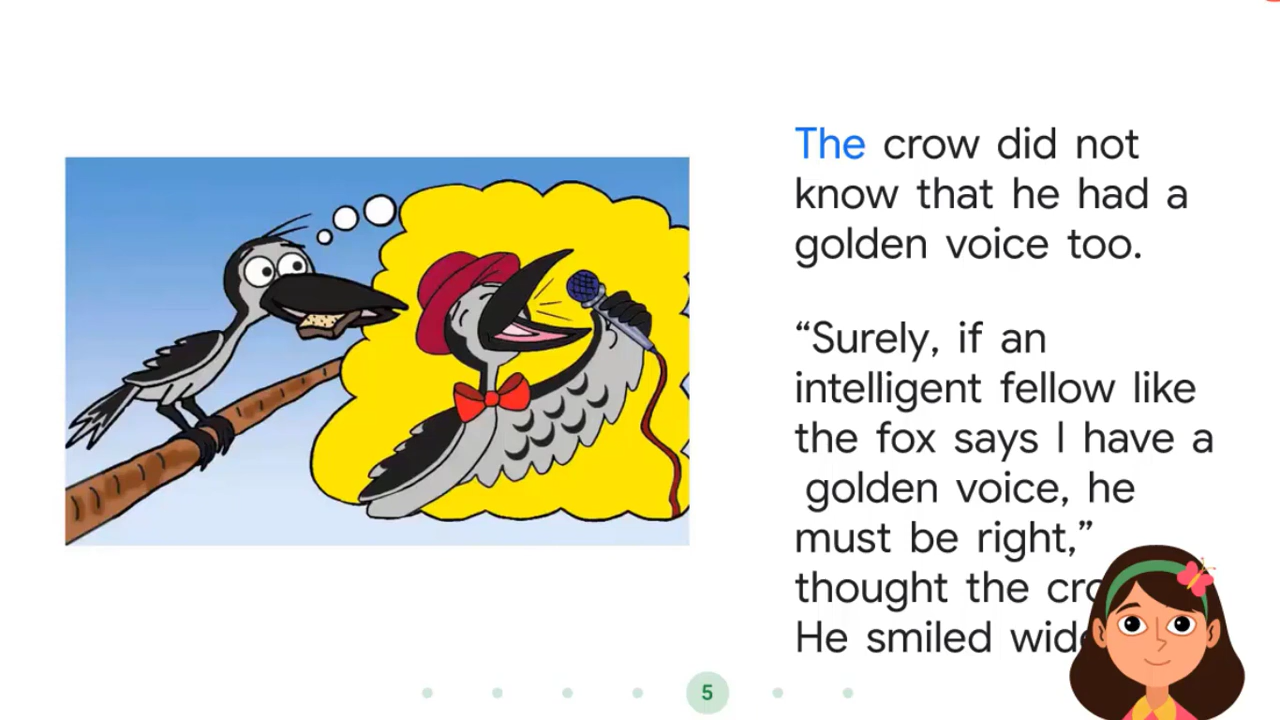 The crow did not
know that he had a
golden voice too.
“Surely, if an
intelligent fellow like
the fox says I have a
golden voice, he
must be right,”
thought the
He smiled
5